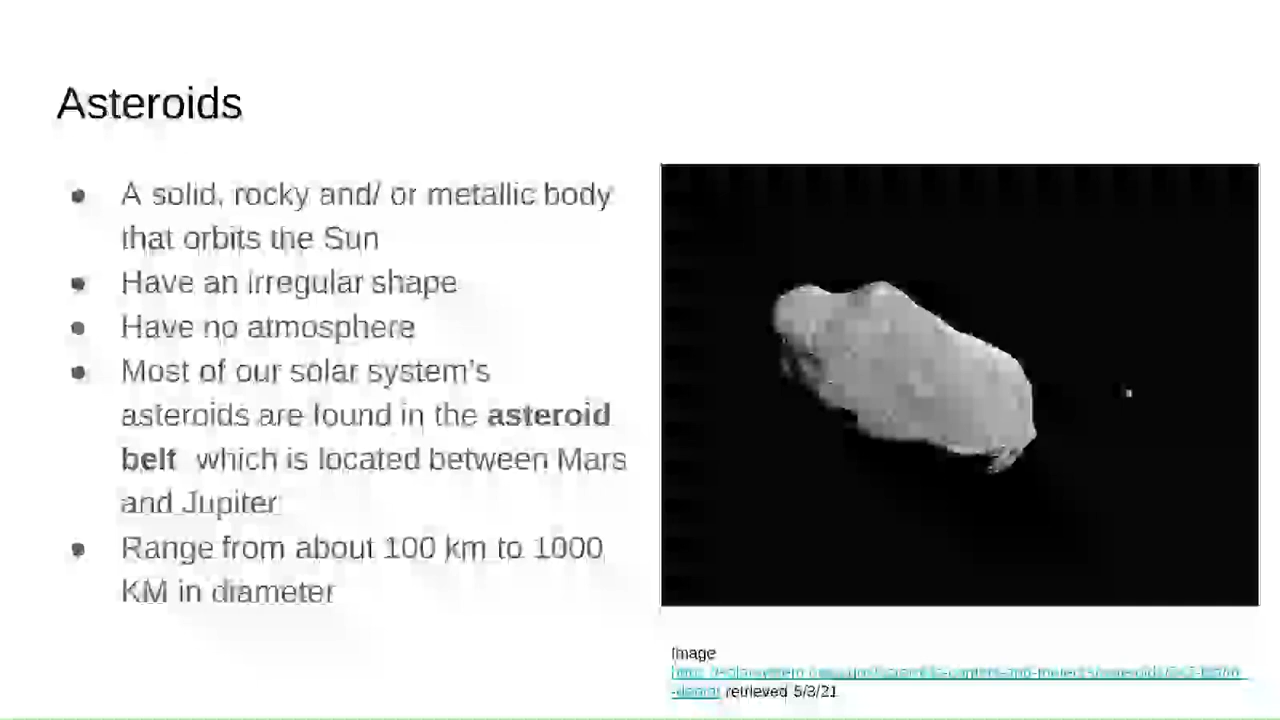 Asteroids
A solid, rocky and/ or metallic body
that orbits the Sun
Have an irregular shape
Have no atmosphere
Most of our solar system's
asteroids are found in the asteroid
belt which is located between Mars
and Jupiter
Range from about 100 km to 1000
KM in diameter
Image
retrieved 5/3/21